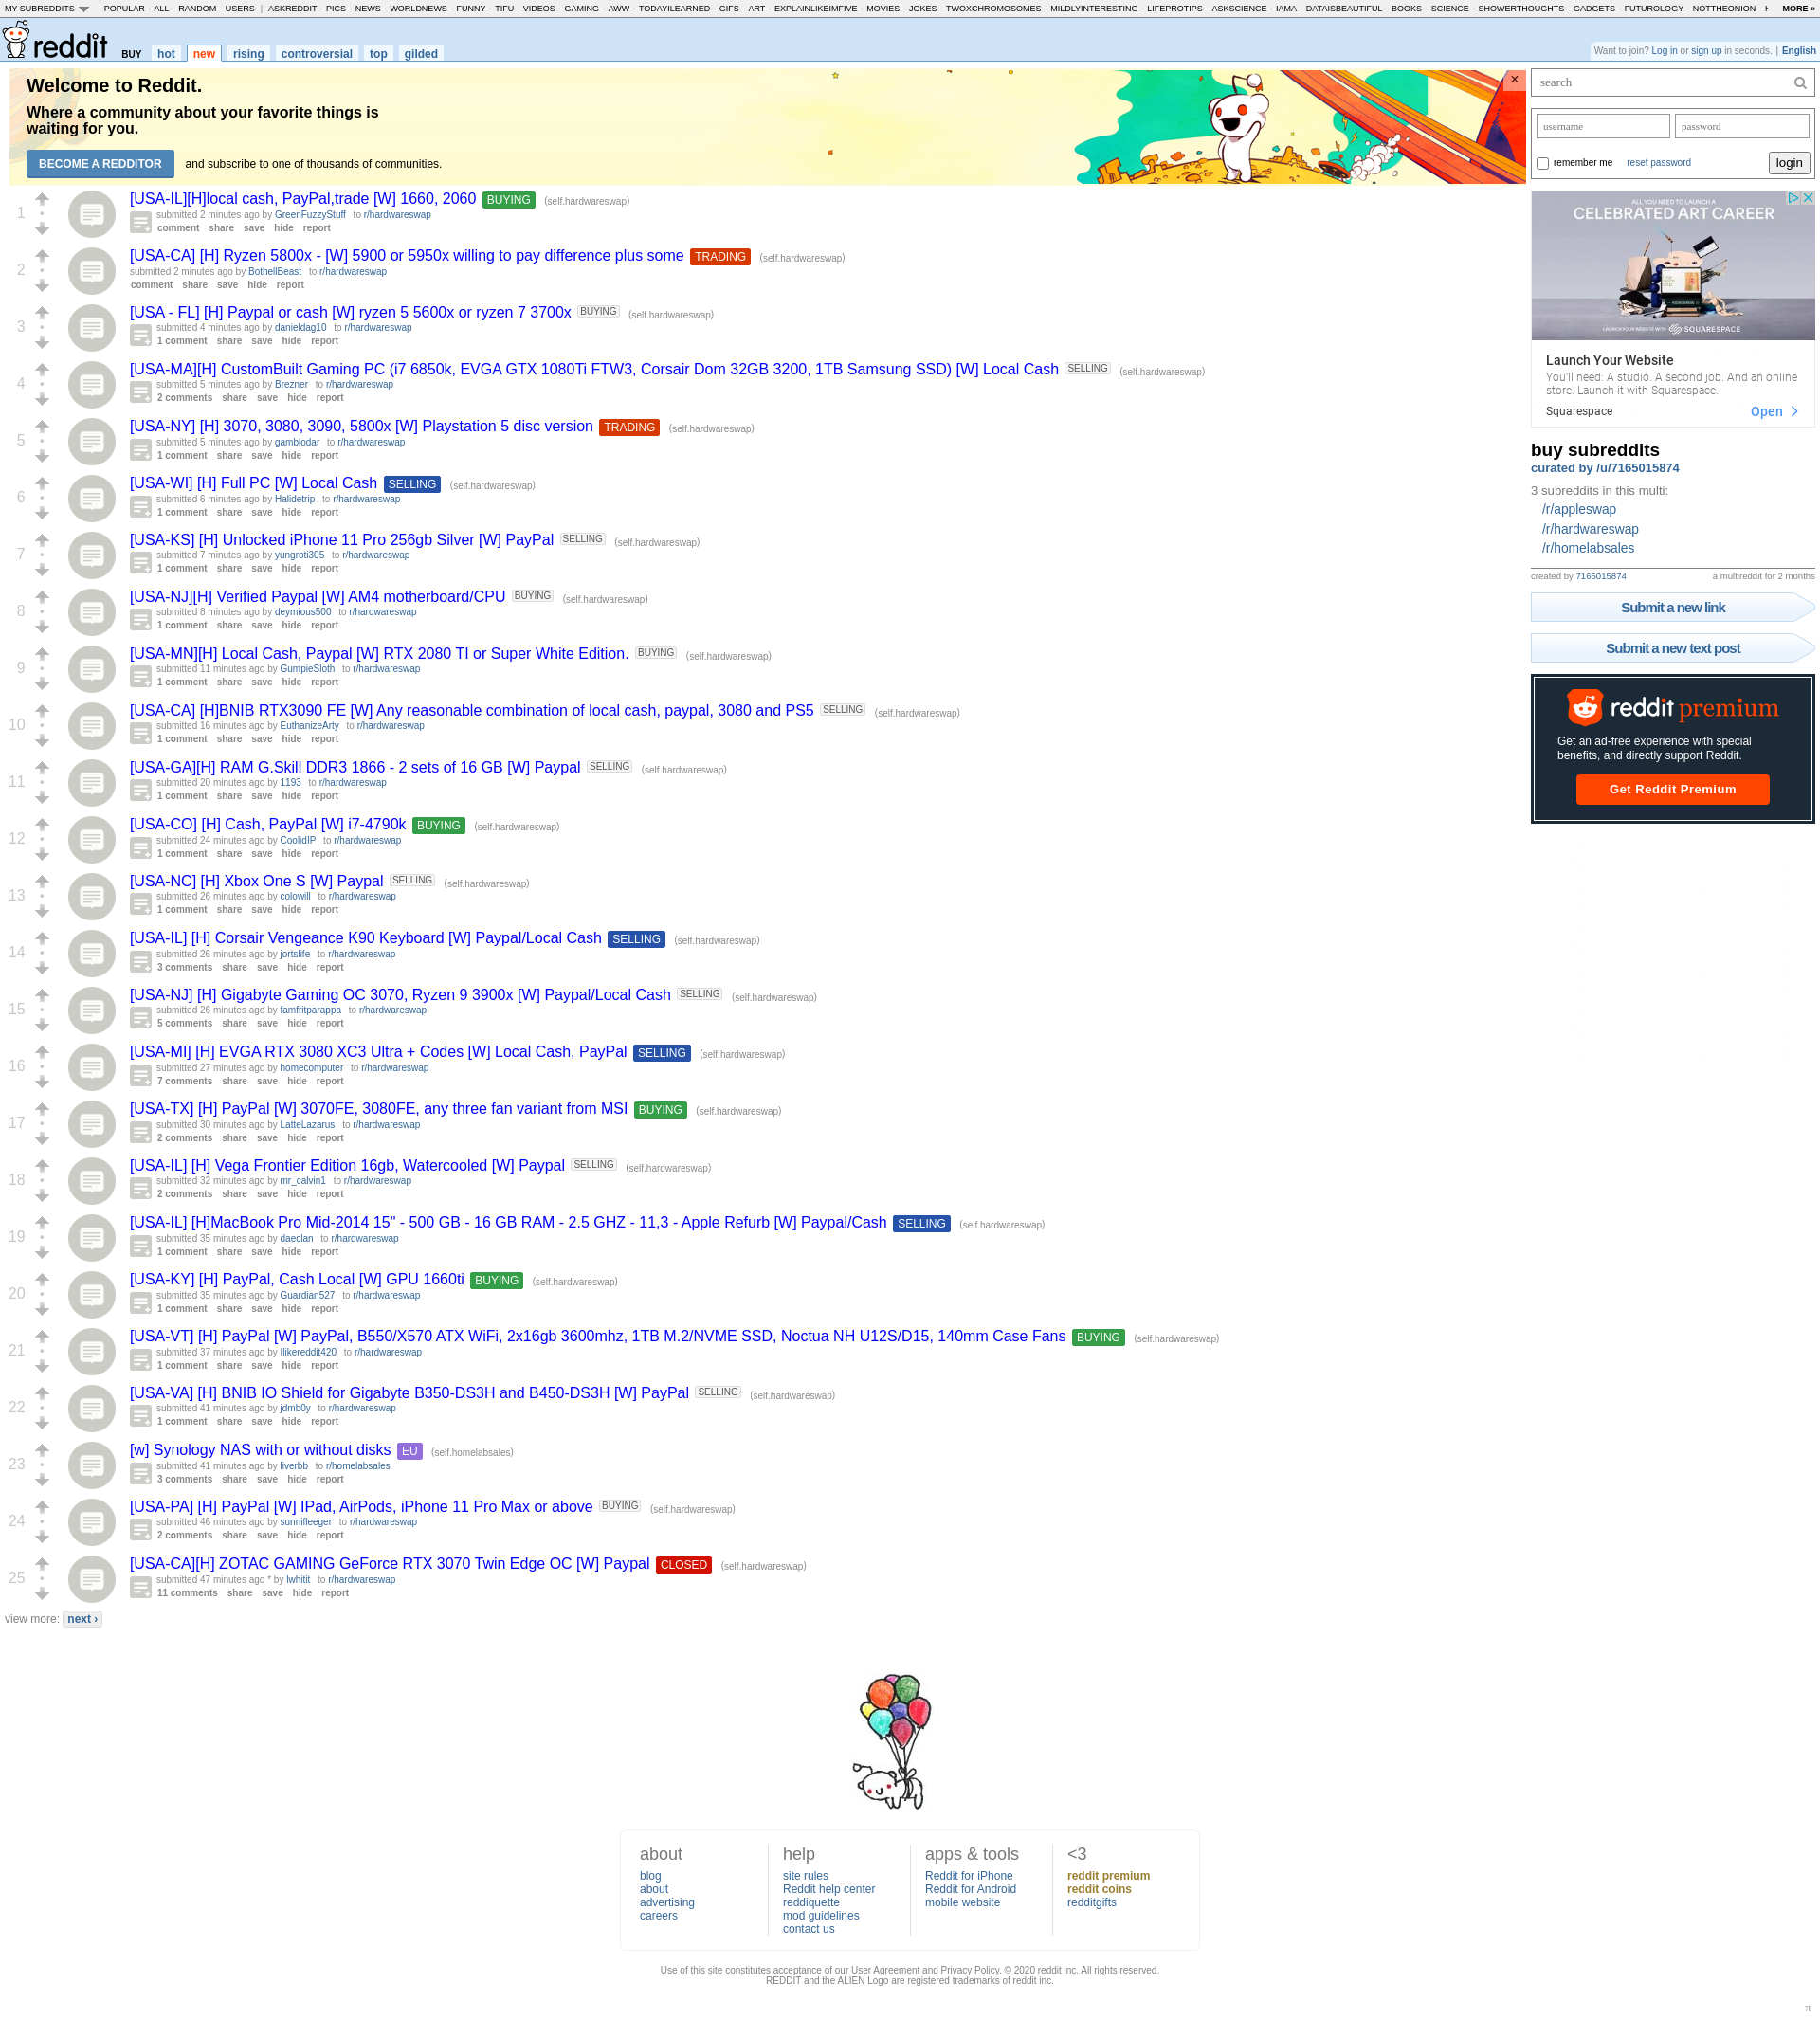 MY SUBREDDITS POPULAR - ALL - RANDOM - USERS | ASKREDDIT - PICS - NEWS - WORLDNEWS - FUNNY - TIFU - VIDEOS - GAMING - AWW - TODAYILEARNED - GIFS - ART - EXPLAINLIKEIMFIVE - MOVIES - JOKES - TWOXCHROMOSOMES - MILDLYINTERESTING - LIFEPROTIPS - ASKSCIENCE - IAMA - DATAISBEAUTIFUL - BOOKS - SCIENCE - SHOWERTHOUGHTS - GADGETS - FUTUROLOGY - NOTTHEONION - MORE »
reddit BUY hot new rising controversial top gilded
Want to join? Log in or sign up in seconds. | English
Welcome to Reddit.
Where a community about your favorite things is
waiting for you.
BECOME A REDDITOR and subscribe to one of thousands of communities.
1
[USA-IL][H]local cash, PayPal,trade [W] 1660, 2060 BUYING (self.hardwareswap)
submitted 2 minutes ago by GreenFuzzyStuff to r/hardwareswap
comment share save hide report
2
[USA-CA] [H] Ryzen 5800x - [W] 5900 or 5950x willing to pay difference plus some TRADING (self.hardwareswap)
submitted 2 minutes ago by BothellBeast to r/hardwareswap
comment share save hide report
3
[USA - FL] [H] Paypal or cash [W] ryzen 5 5600x or ryzen 7 3700x BUYING (self.hardwareswap)
submitted 4 minutes ago by danieldag10 to r/hardwareswap
1 comment share save hide report
4
[USA-MA][H] CustomBuilt Gaming PC (i7 6850k, EVGA GTX 1080Ti FTW3, Corsair Dom 32GB 3200, 1TB Samsung SSD) [W] Local Cash SELLING (self.hardwareswap)
submitted 5 minutes ago by Brezner to r/hardwareswap
2 comments share save hide report
5
[USA-NY] [H] 3070, 3080, 3090, 5800x [W] Playstation 5 disc version TRADING (self.hardwareswap)
submitted 5 minutes ago by gamblodar to r/hardwareswap
1 comment share save hide report
6
[USA-WI] [H] Full PC [W] Local Cash SELLING (self.hardwareswap)
submitted 6 minutes ago by Halidetrip to r/hardwareswap
1 comment share save hide report
7
[USA-KS] [H] Unlocked iPhone 11 Pro 256gb Silver [W] PayPal SELLING (self.hardwareswap)
submitted 7 minutes ago by yungroti305 to r/hardwareswap
1 comment share save hide report
8
[USA-NJ][H] Verified Paypal [W] AM4 motherboard/CPU BUYING (self.hardwareswap)
submitted 8 minutes ago by deymious500 to r/hardwareswap
1 comment share save hide report
9
[USA-MN][H] Local Cash, Paypal [W] RTX 2080 TI or Super White Edition. BUYING (self.hardwareswap)
submitted 11 minutes ago by GumpieSloth to r/hardwareswap
1 comment share save hide report
10
[USA-CA] [H]BNIB RTX3090 FE [W] Any reasonable combination of local cash, paypal, 3080 and PS5 SELLING (self.hardwareswap)
submitted 16 minutes ago by EuthanizeArty to r/hardwareswap
1 comment share save hide report
11
[USA-GA][H] RAM G.Skill DDR3 1866 - 2 sets of 16 GB [W] Paypal SELLING (self.hardwareswap)
submitted 20 minutes ago by 1193 to r/hardwareswap
1 comment share save hide report
12
[USA-CO] [H] Cash, PayPal [W] i7-4790k BUYING (self.hardwareswap)
submitted 24 minutes ago by CoolidIP to r/hardwareswap
1 comment share save hide report
13
[USA-NC] [H] Xbox One S [W] Paypal SELLING (self.hardwareswap)
submitted 26 minutes ago by colowill to r/hardwareswap
1 comment share save hide report
14
[USA-IL] [H] Corsair Vengeance K90 Keyboard [W] Paypal/Local Cash SELLING (self.hardwareswap)
submitted 26 minutes ago by jortslife to r/hardwareswap
3 comments share save hide report
15
[USA-NJ] [H] Gigabyte Gaming OC 3070, Ryzen 9 3900x [W] Paypal/Local Cash SELLING (self.hardwareswap)
submitted 26 minutes ago by famfritparappa to r/hardwareswap
5 comments share save hide report
16
[USA-MI] [H] EVGA RTX 3080 XC3 Ultra + Codes [W] Local Cash, PayPal SELLING (self.hardwareswap)
submitted 27 minutes ago by homecomputer to r/hardwareswap
7 comments share save hide report
17
[USA-TX] [H] PayPal [W] 3070FE, 3080FE, any three fan variant from MSI BUYING (self.hardwareswap)
submitted 30 minutes ago by LatteLazarus to r/hardwareswap
2 comments share save hide report
18
[USA-IL] [H] Vega Frontier Edition 16gb, Watercooled [W] Paypal SELLING (self.hardwareswap)
submitted 32 minutes ago by mr_calvin1 to r/hardwareswap
2 comments share save hide report
19
[USA-IL] [H]MacBook Pro Mid-2014 15" - 500 GB - 16 GB RAM - 2.5 GHZ - 11,3 - Apple Refurb [W] Paypal/Cash SELLING (self.hardwareswap)
submitted 35 minutes ago by daeclan to r/hardwareswap
1 comment share save hide report
20
[USA-KY] [H] PayPal, Cash Local [W] GPU 1660ti BUYING (self.hardwareswap)
submitted 35 minutes ago by Guardian527 to r/hardwareswap
1 comment share save hide report
21
[USA-VT] [H] PayPal [W] PayPal, B550/X570 ATX WiFi, 2x16gb 3600mhz, 1TB M.2/NVME SSD, Noctua NH U12S/D15, 140mm Case Fans BUYING (self.hardwareswap)
submitted 37 minutes ago by Ilikereddit420 to r/hardwareswap
1 comment share save hide report
22
[USA-VA] [H] BNIB IO Shield for Gigabyte B350-DS3H and B450-DS3H [W] PayPal SELLING (self.hardwareswap)
submitted 41 minutes ago by jdmb0y to r/hardwareswap
1 comment share save hide report
23
[w] Synology NAS with or without disks EU (self.homelabsales)
submitted 41 minutes ago by liverbb to r/homelabsales
3 comments share save hide report
24
[USA-PA] [H] PayPal [W] IPad, AirPods, iPhone 11 Pro Max or above BUYING (self.hardwareswap)
submitted 46 minutes ago by sunnifleeger to r/hardwareswap
2 comments share save hide report
25
[USA-CA][H] ZOTAC GAMING GeForce RTX 3070 Twin Edge OC [W] Paypal CLOSED (self.hardwareswap)
submitted 47 minutes ago * by lwhitit to r/hardwareswap
11 comments share save hide report
view more: next ›
search
username password
remember me reset password login
ALL YOU NEED TO LAUNCH A
CELEBRATED ART CAREER
LAUNCH YOUR WEBSITE WITH SQUARESPACE
Launch Your Website
You'll need: A studio. A second job. And an online
store. Launch it with Squarespace.
Squarespace Open
buy subreddits
curated by /u/7165015874
3 subreddits in this multi:
/r/appleswap
/r/hardwareswap
/r/homelabsales
created by 7165015874 a multireddit for 2 months
Submit a new link
Submit a new text post
reddit premium
Get an ad-free experience with special
benefits, and directly support Reddit.
Get Reddit Premium
about
blog
about
advertising
careers
help
site rules
Reddit help center
reddiquette
mod guidelines
contact us
apps & tools
Reddit for iPhone
Reddit for Android
mobile website
<3
reddit premium
reddit coins
redditgifts
Use of this site constitutes acceptance of our User Agreement and Privacy Policy. © 2020 reddit inc. All rights reserved.
REDDIT and the ALIEN Logo are registered trademarks of reddit inc.
π